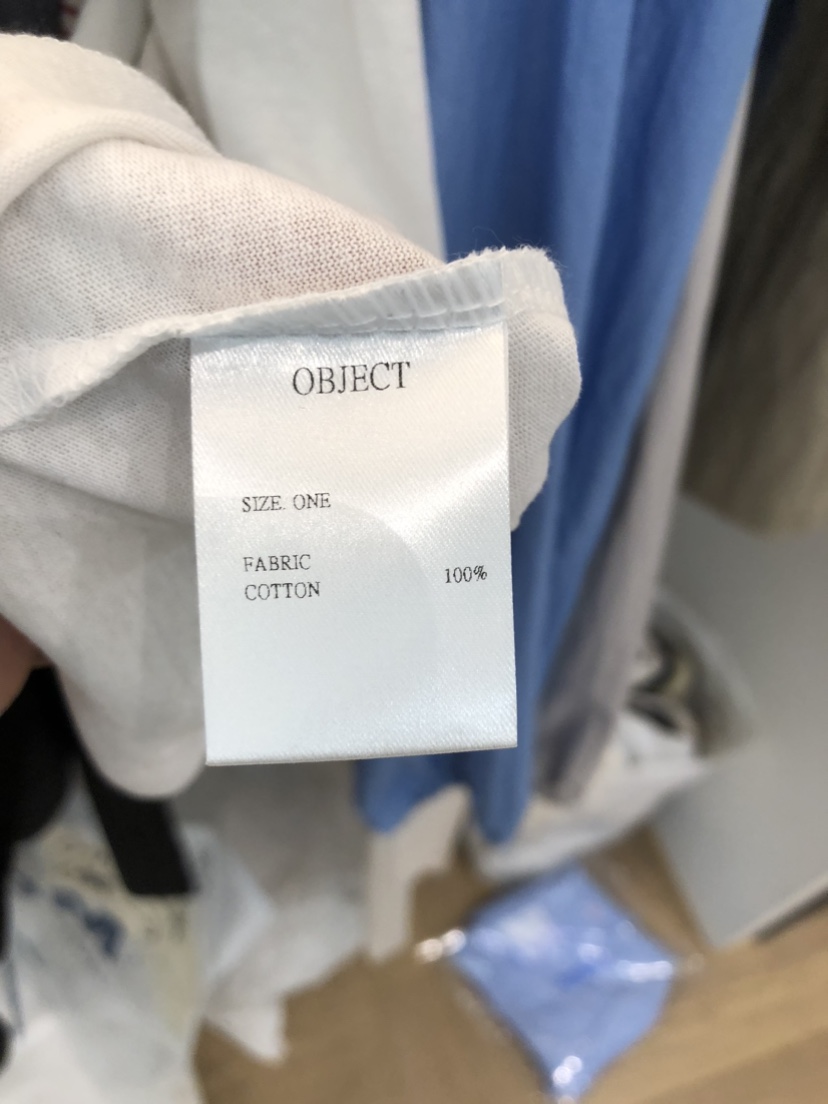 OBJECT
SIZE. ONE
FABRIC
COTTON 100%